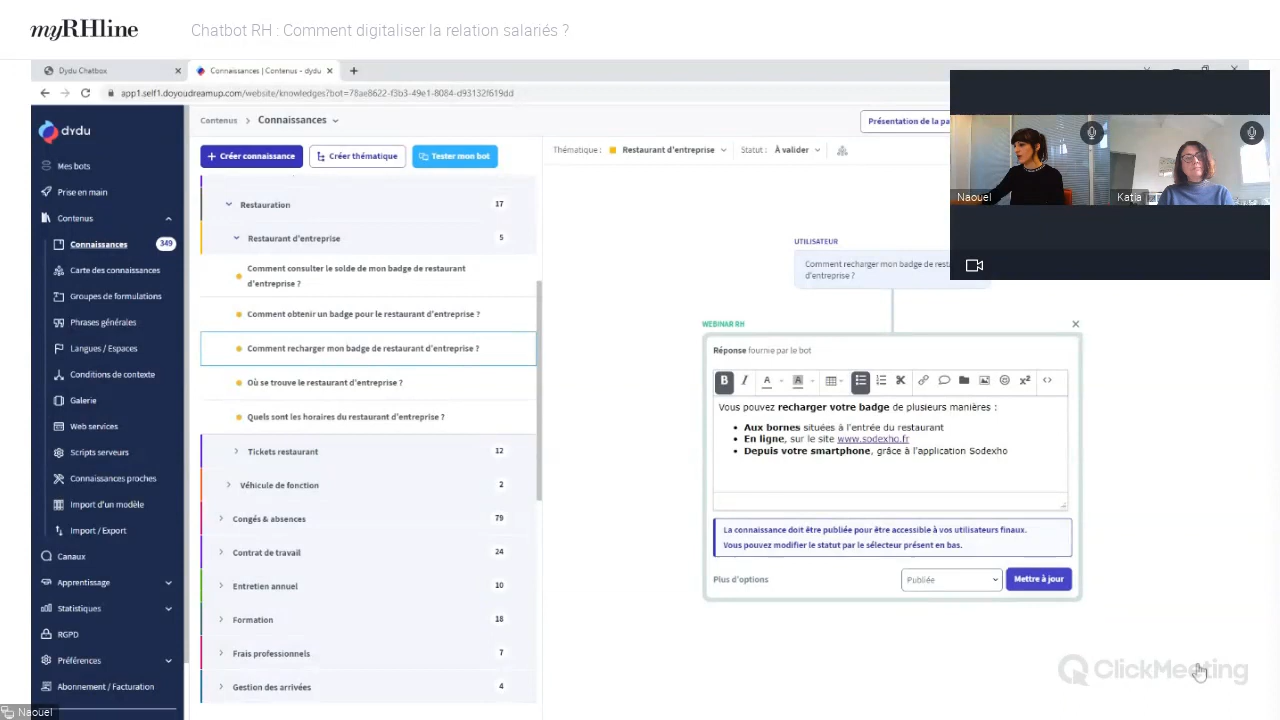 myRHline
Chatbot RH : Comment digitaliser la relation salariés ?
Dydu Chatbox
Connaissances | Contenus - dydu
app1.self1.doyoudreamup.com/website/knowledges?bot=78ae8622-f3b3-49e1-8084-d93132f619dd
dydu
Mes bots
Prise en main
Contenus
Connaissances 349
Carte des connaissances
Groupes de formulations
Phrases générales
Langues / Espaces
Conditions de contexte
Galerie
Web services
Scripts serveurs
Connaissances proches
Import d'un modèle
Import / Export
Canaux
Apprentissage
Statistiques
RGPD
Préférences
Abonnement / Facturation
Naouel
Contenus > Connaissances
Présentation de la pa
+ Créer connaissance
Créer thématique
Tester mon bot
Restauration 17
Restaurant d'entreprise 5
Comment consulter le solde de mon badge de restaurant
d'entreprise ?
Comment obtenir un badge pour le restaurant d'entreprise ?
Comment recharger mon badge de restaurant d'entreprise ?
Où se trouve le restaurant d'entreprise ?
Quels sont les horaires du restaurant d'entreprise ?
Tickets restaurant 12
Véhicule de fonction 2
Congés & absences 79
Contrat de travail 24
Entretien annuel 10
Formation 18
Frais professionnels 7
Gestion des arrivées 4
Thématique : Restaurant d'entreprise
Statut : À valider
UTILISATEUR
Comment recharger mon badge de resta
d'entreprise ?
WEBINAR RH
Réponse fournie par le bot
B I A A x²
Vous pouvez recharger votre badge de plusieurs manières :
• Aux bornes situées à l'entrée du restaurant
• En ligne, sur le site www.sodexho.fr
• Depuis votre smartphone, grâce à l'application Sodexho
La connaissance doit être publiée pour être accessible à vos utilisateurs finaux.
Vous pouvez modifier le statut par le sélecteur présent en bas.
Plus d'options
Publiée
Mettre à jour
Naouel
Katja
ClickMeeting